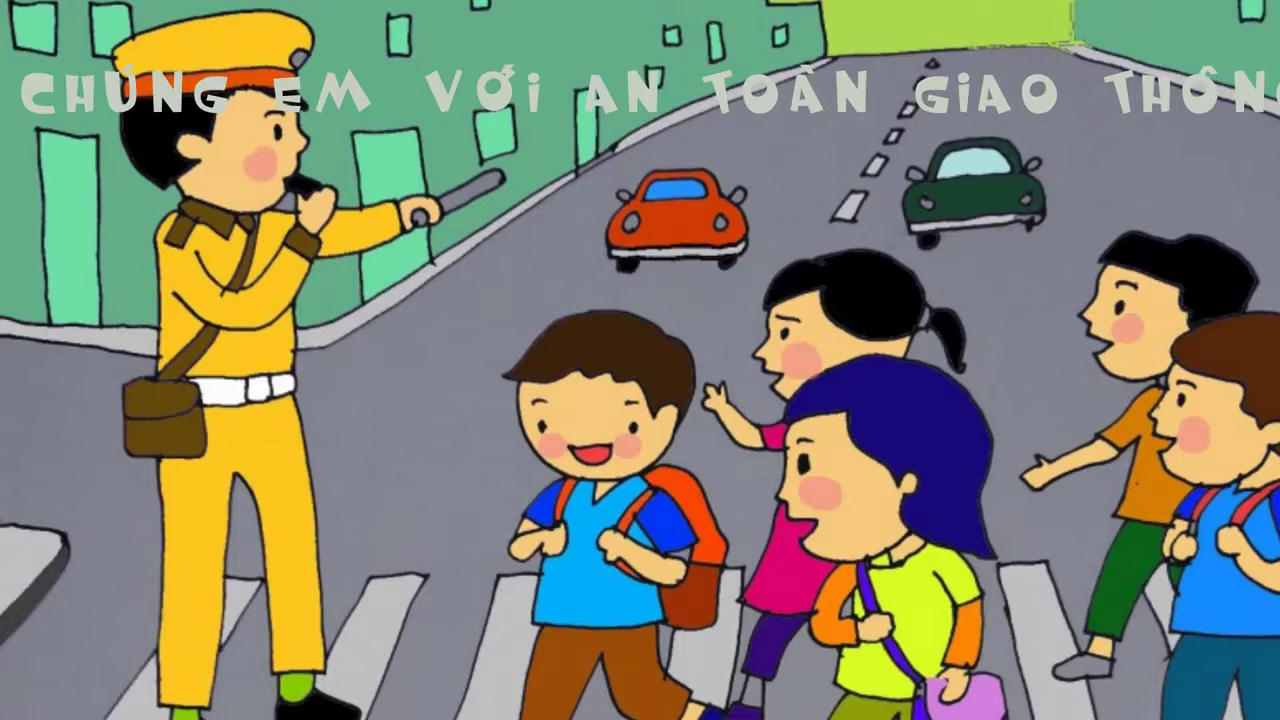 CHÚNG EM VỚI AN TOÀN GIAO THÔNG